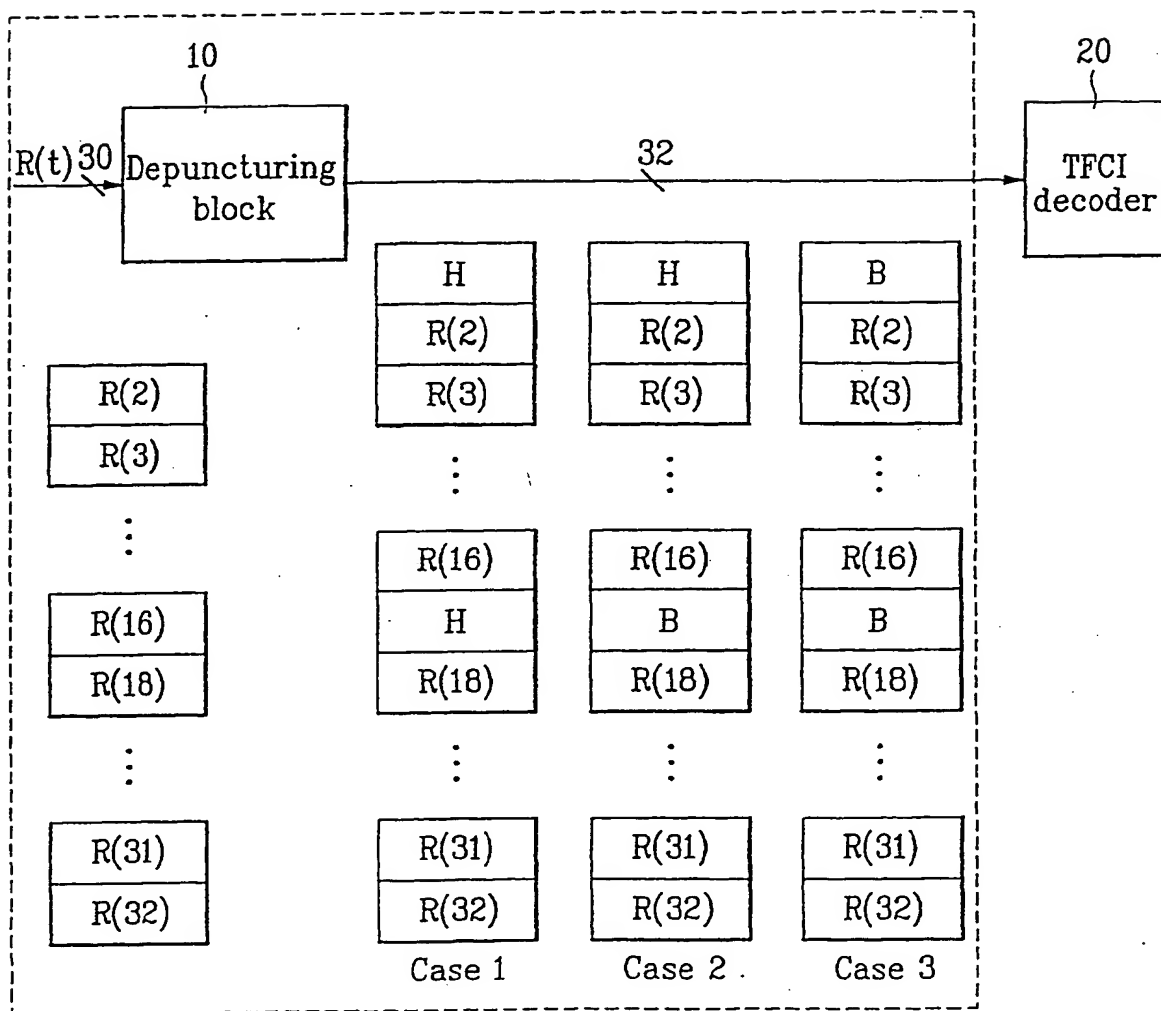 10
20
R(t) 30
Depuncturing
block
32
TFCI
decoder
R(2)
R(3)
⋮
R(16)
R(18)
⋮
R(31)
R(32)
H
R(2)
R(3)
⋮
R(16)
H
R(18)
⋮
R(31)
R(32)
Case 1
H
R(2)
R(3)
⋮
R(16)
B
R(18)
⋮
R(31)
R(32)
Case 2
B
R(2)
R(3)
⋮
R(16)
B
R(18)
⋮
R(31)
R(32)
Case 3